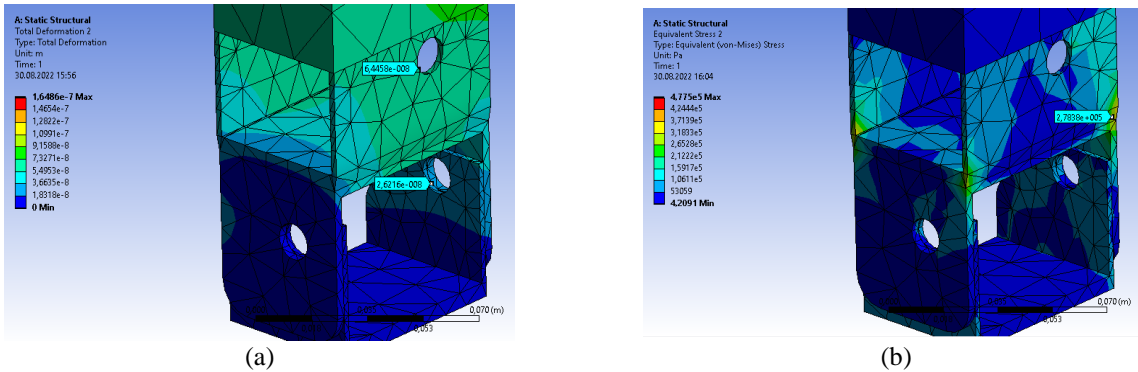 A: Static Structural
Total Deformation 2
Type: Total Deformation
Unit: m
Time: 1
30.08.2022 15:56
1,6486e-7 Max
1,4654e-7
1,2822e-7
1,0991e-7
9,1588e-8
7,3271e-8
5,4953e-8
3,6635e-8
1,8318e-8
0 Min
6,4458e-008
2,6216e-008
0,070 (m)
0,053
(a)
A: Static Structural
Equivalent Stress 2
Type: Equivalent (von-Mises) Stress
Unit: Pa
Time: 1
30.08.2022 16:04
4,775e5 Max
4,2444e5
3,7139e5
3,1833e5
2,6528e5
2,1222e5
1,5917e5
1,0611e5
53059
4,2091 Min
2,7838e+005
0,070 (m)
(b)